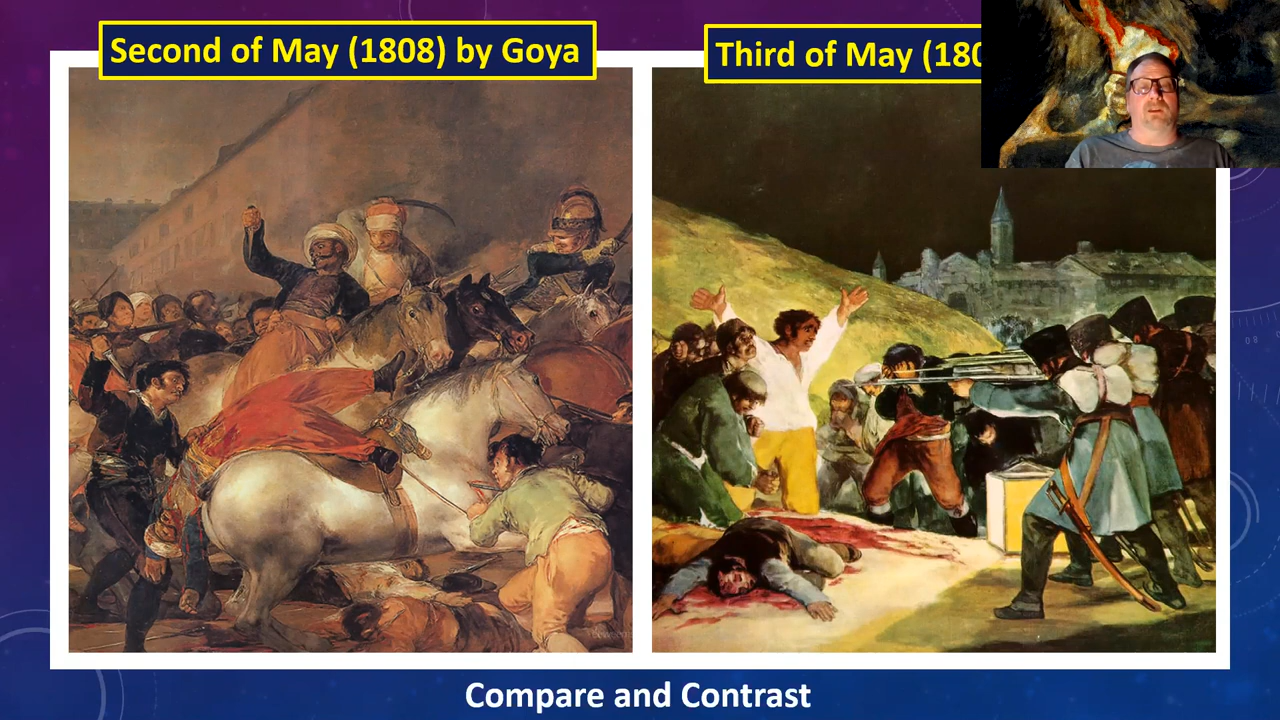 Second of May (1808) by Goya
Third of May (180
Compare and Contrast